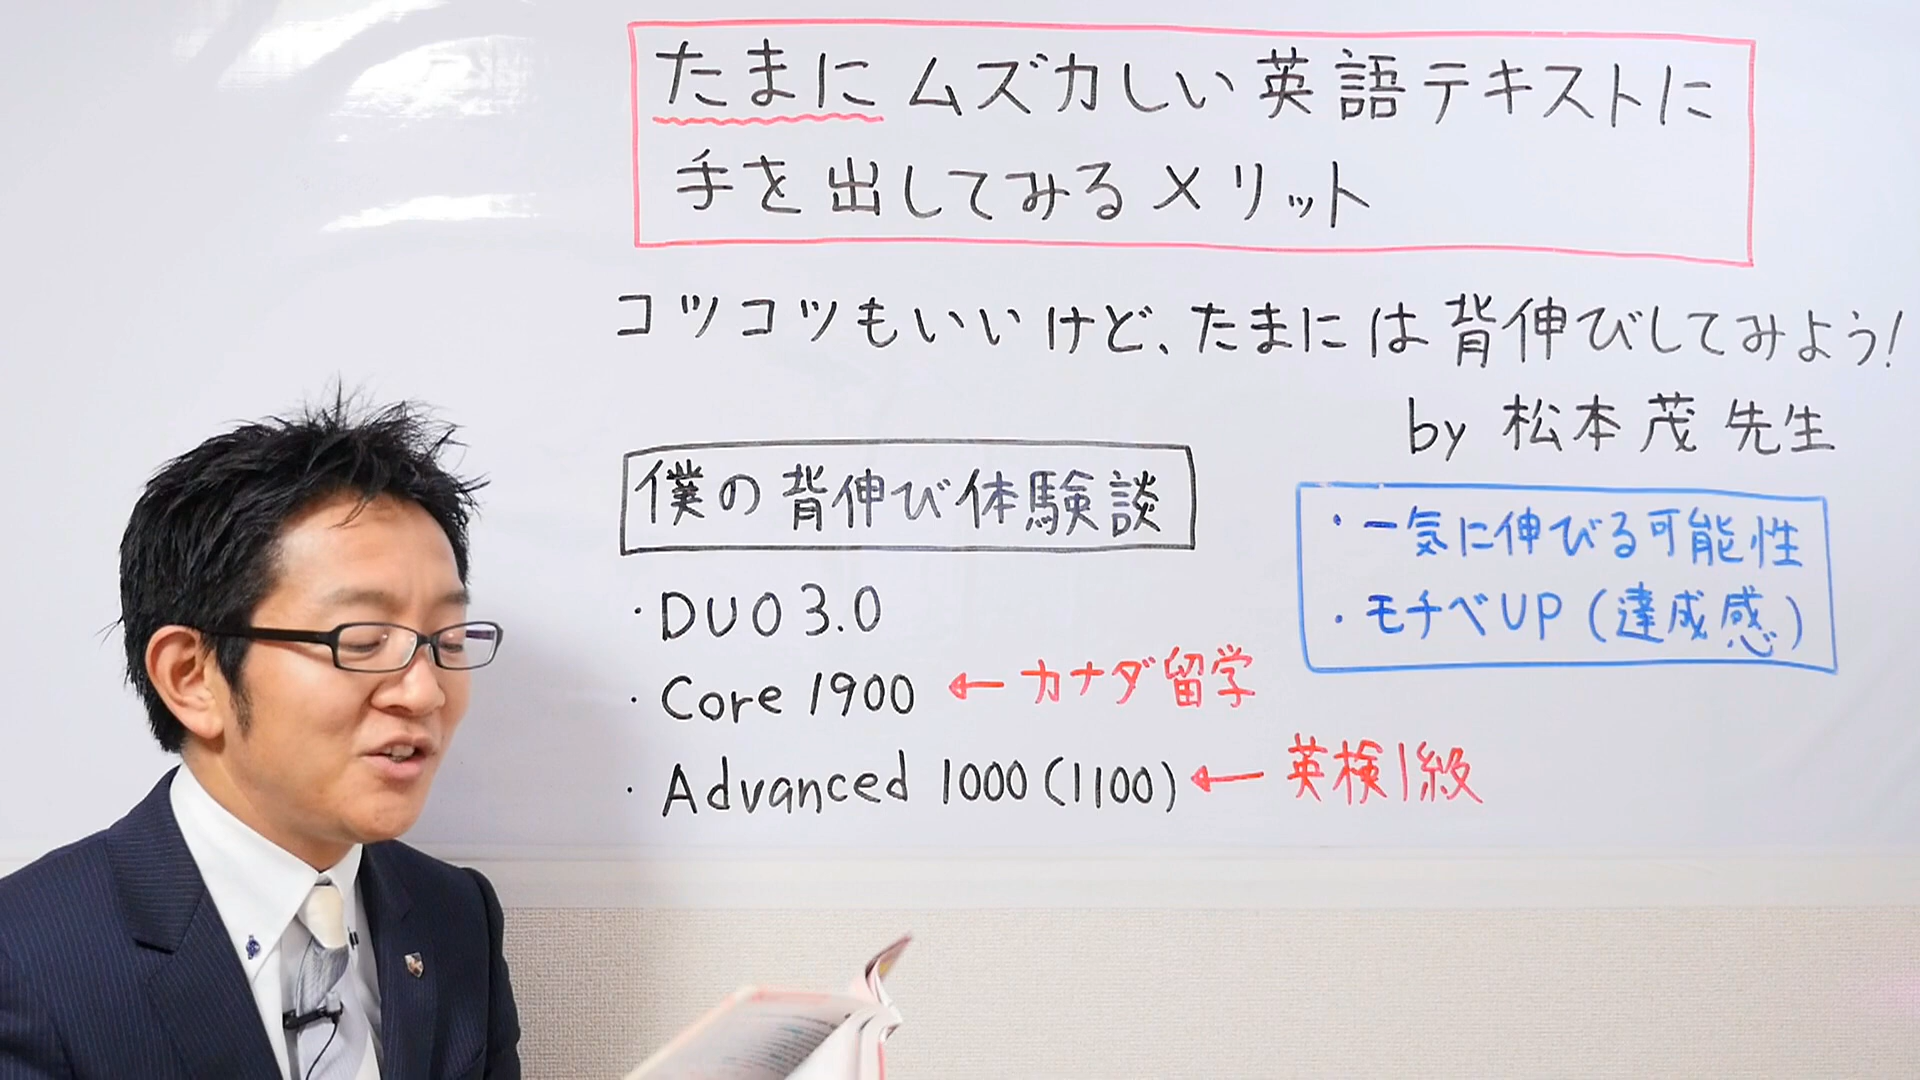 たまにムズカしい英語テキストに
手を出してみるメリット
コツコツもいいけど、たまには背伸びしてみよう!
by 松本茂先生
僕の背伸び体験談
・DUO 3.0
・Core 1900 ← カナダ留学
・Advanced 1000(1100) ← 英検1級
・一気に伸びる可能性
・モチベUP(達成感)